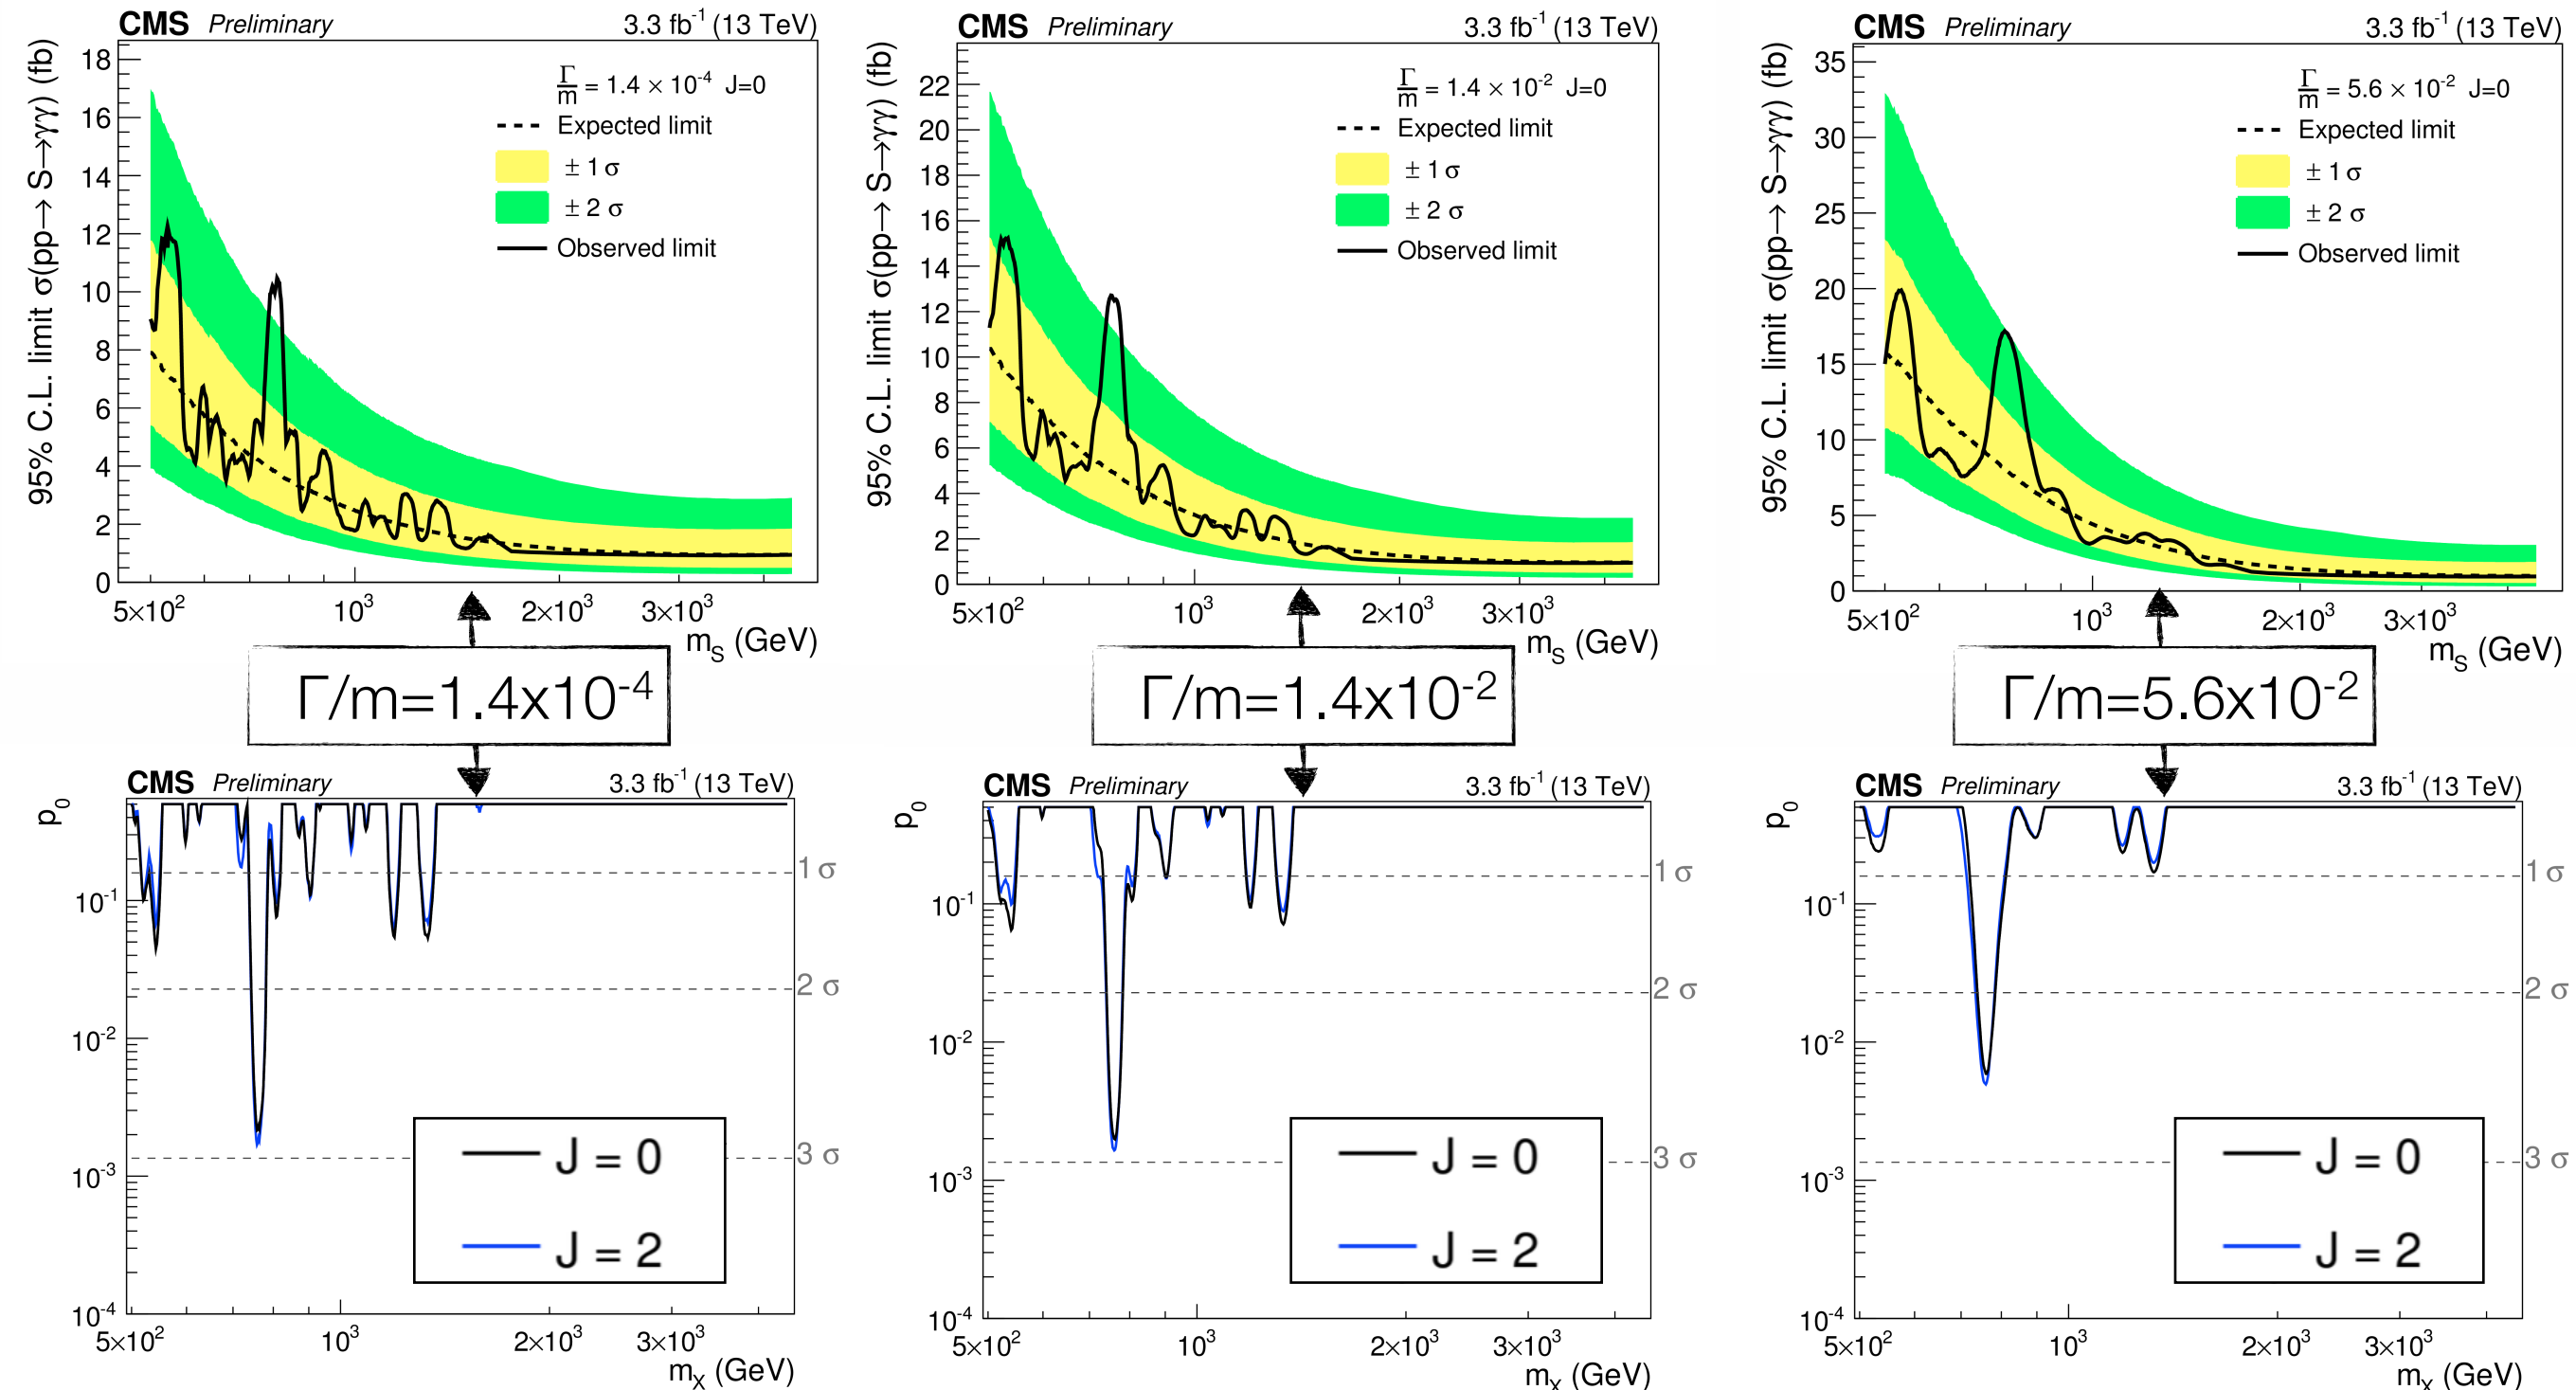 CMS Preliminary 3.3 fb⁻¹ (13 TeV)
95% C.L. limit σ(pp→ S→γγ) (fb)
18
16
14
12
10
8
6
4
2
0
Γ/m = 1.4 × 10⁻⁴ J=0
Expected limit
± 1 σ
± 2 σ
Observed limit
5×10² 10³ 2×10³ 3×10³
m_S (GeV)
CMS Preliminary 3.3 fb⁻¹ (13 TeV)
95% C.L. limit σ(pp→ S→γγ) (fb)
22
20
18
16
14
12
10
8
6
4
2
0
Γ/m = 1.4 × 10⁻² J=0
Expected limit
± 1 σ
± 2 σ
Observed limit
5×10² 10³ 2×10³ 3×10³
m_S (GeV)
CMS Preliminary 3.3 fb⁻¹ (13 TeV)
95% C.L. limit σ(pp→ S→γγ) (fb)
35
30
25
20
15
10
5
0
Γ/m = 5.6 × 10⁻² J=0
Expected limit
± 1 σ
± 2 σ
Observed limit
5×10² 10³ 2×10³ 3×10³
m_S (GeV)
Γ/m=1.4x10⁻⁴
Γ/m=1.4x10⁻²
Γ/m=5.6x10⁻²
CMS Preliminary 3.3 fb⁻¹ (13 TeV)
p₀
10⁻¹
10⁻²
10⁻³
10⁻⁴
1 σ
2 σ
3 σ
J = 0
J = 2
5×10² 10³ 2×10³ 3×10³
m_X (GeV)
CMS Preliminary 3.3 fb⁻¹ (13 TeV)
p₀
10⁻¹
10⁻²
10⁻³
10⁻⁴
1 σ
2 σ
3 σ
J = 0
J = 2
5×10² 10³ 2×10³ 3×10³
m_X (GeV)
CMS Preliminary 3.3 fb⁻¹ (13 TeV)
p₀
10⁻¹
10⁻²
10⁻³
10⁻⁴
1 σ
2 σ
3 σ
J = 0
J = 2
5×10² 10³ 2×10³ 3×10³
m_X (GeV)